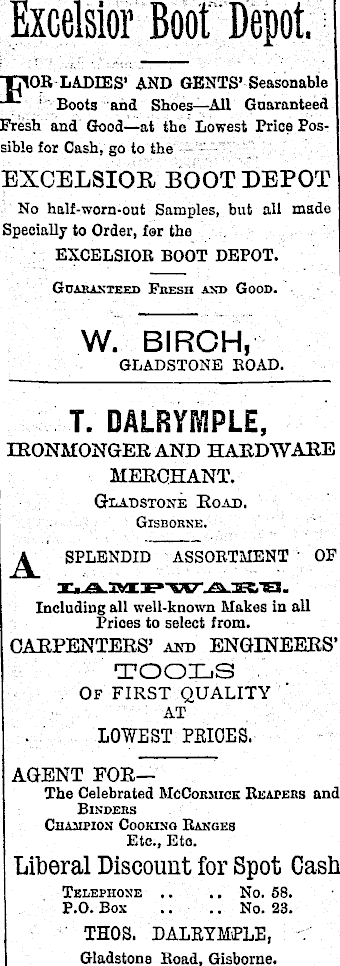 Excelsior Boot Depot.
FOR LADIES' AND GENTS' Seasonable
Boots and Shoes—All Guaranteed
Fresh and Good—at the Lowest Price Pos-
sible for Cash, go to the
EXCELSIOR BOOT DEPOT
No half-worn-out Samples, but all made
Specially to Order, for the
EXCELSIOR BOOT DEPOT.
GUARANTEED FRESH AND GOOD.
W. BIRCH,
GLADSTONE ROAD.
T. DALRYMPLE,
IRONMONGER AND HARDWARE
MERCHANT.
GLADSTONE ROAD,
GISBORNE.
A SPLENDID ASSORTMENT OF
LAMPWARE.
Including all well-known Makes in all
Prices to select from.
CARPENTERS' AND ENGINEERS'
TOOLS
OF FIRST QUALITY
AT
LOWEST PRICES.
AGENT FOR—
The Celebrated MCCORMICK REAPERS and
BINDERS
CHAMPION COOKING RANGES
Etc., Etc.
Liberal Discount for Spot Cash
TELEPHONE .. .. No. 58.
P.O. BOX .. .. No. 23.
THOS. DALRYMPLE,
Gladstone Road, Gisborne.